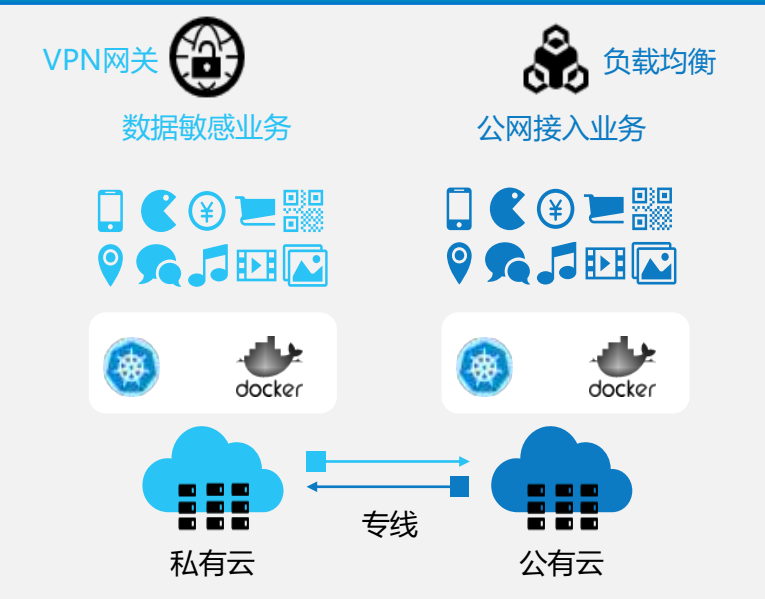 VPN网关
负载均衡
数据敏感业务
公网接入业务
¥
¥
docker
docker
专线
私有云
公有云